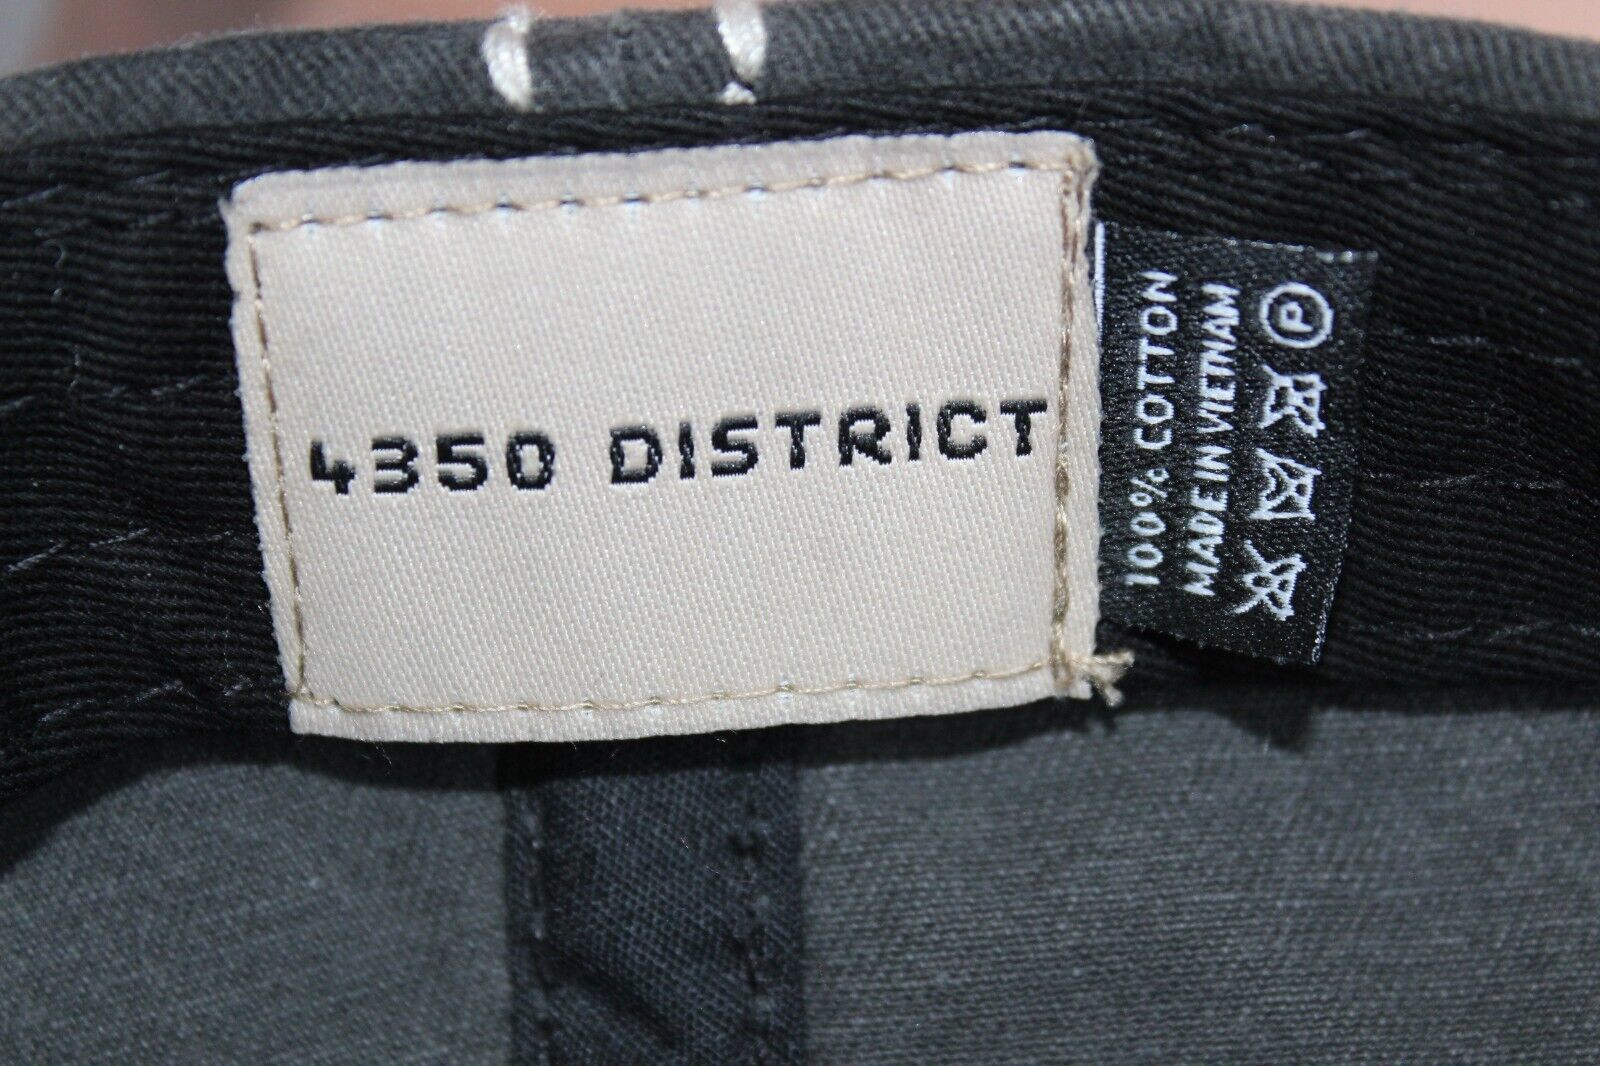 4350 DISTRICT
100% COTTON
MADE IN VIETNAM
P